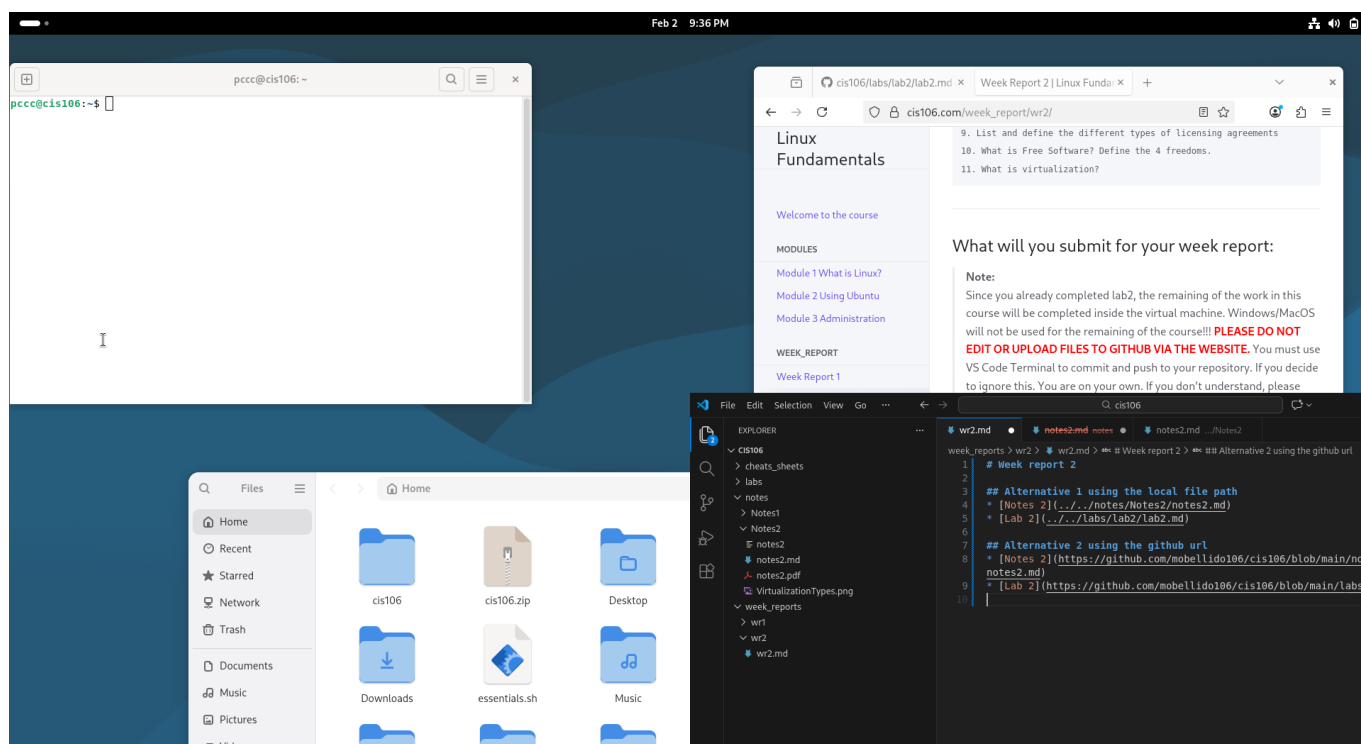 Feb 2 9:36 PM
pccc@cis106: ~
pccc@cis106:~$
cis106/labs/lab2/lab2.md ×
Week Report 2 | Linux Funda ×
cis106.com/week_report/wr2/
Linux
Fundamentals
Welcome to the course
MODULES
Module 1 What is Linux?
Module 2 Using Ubuntu
Module 3 Administration
WEEK_REPORT
Week Report 1
9. List and define the different types of licensing agreements
10. What is Free Software? Define the 4 freedoms.
11. What is virtualization?
What will you submit for your week report:
Note:
Since you already completed lab2, the remaining of the work in this
course will be completed inside the virtual machine. Windows/MacOS
will not be used for the remaining of the course!!! PLEASE DO NOT
EDIT OR UPLOAD FILES TO GITHUB VIA THE WEBSITE. You must use
VS Code Terminal to commit and push to your repository. If you decide
to ignore this. You are on your own. If you don't understand, please
Files
Home
Home
Recent
Starred
Network
Trash
Documents
Music
Pictures
cis106
cis106.zip
Desktop
Downloads
essentials.sh
Music
File Edit Selection View Go ···
cis106
2
EXPLORER
···
CIS106
cheats_sheets
labs
notes
Notes1
Notes2
notes2
notes2.md
notes2.pdf
VirtualizationTypes.png
week_reports
wr1
wr2
wr2.md
wr2.md ●
notes2.md notes ●
notes2.md .../Notes2
week_reports > wr2 > wr2.md > # Week report 2 > ## Alternative 2 using the github url
1 # Week report 2
2
3 ## Alternative 1 using the local file path
4 * [Notes 2](../../notes/Notes2/notes2.md)
5 * [Lab 2](../../labs/lab2/lab2.md)
6
7 ## Alternative 2 using the github url
8 * [Notes 2](https://github.com/mobellido106/cis106/blob/main/no
notes2.md)
9 * [Lab 2](https://github.com/mobellido106/cis106/blob/main/labs
10